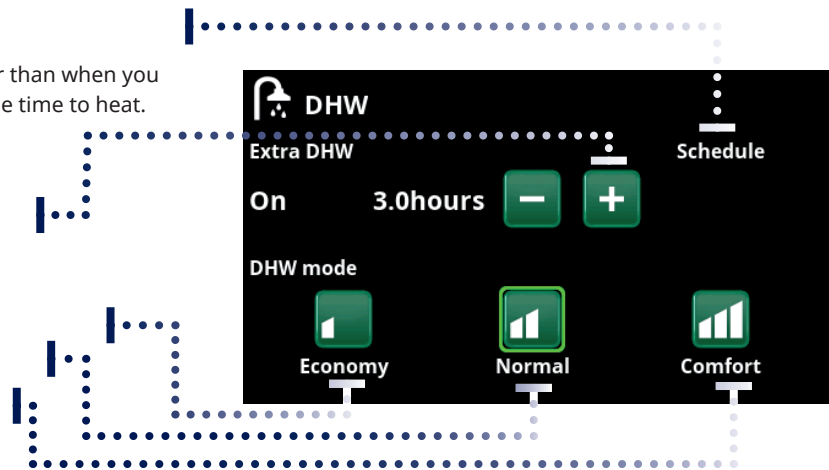 than when you
time to heat.
DHW
Extra DHW
Schedule
On 3.0hours − +
DHW mode
Economy Normal Comfort